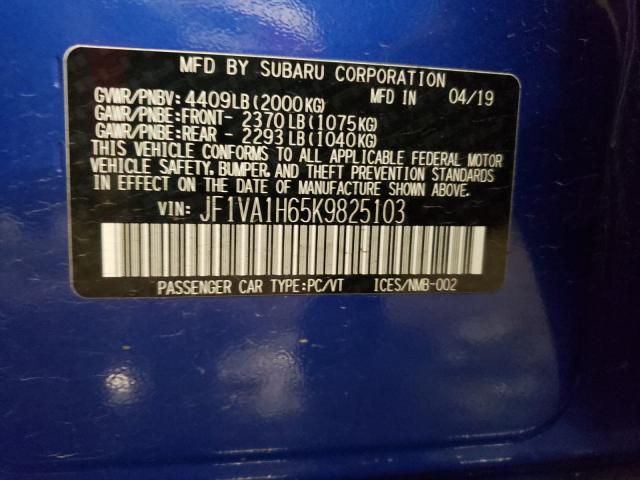 MFD BY SUBARU CORPORATION
GVWR/PNBV: 4409LB(2000KG) MFD IN 04/19
GAWR/PNBE:FRONT- 2370LB(1075KG)
GAWR/PNBE:REAR - 2293LB(1040KG)
THIS VEHICLE CONFORMS TO ALL APPLICABLE FEDERAL MOTOR
VEHICLE SAFETY, BUMPER, AND THEFT PREVENTION STANDARDS
IN EFFECT ON THE DATE OF MANUFACTURE SHOWN ABOVE.
VIN: JF1VA1H65K9825103
PASSENGER CAR TYPE:PC/VT ICES/NMB-002